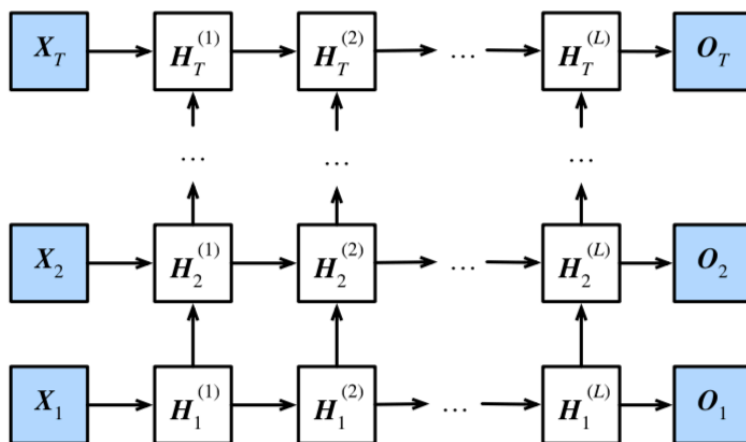 X_T H_T^{(1)} H_T^{(2)} … H_T^{(L)} O_T
… … …
X_2 H_2^{(1)} H_2^{(2)} … H_2^{(L)} O_2
X_1 H_1^{(1)} H_1^{(2)} … H_1^{(L)} O_1